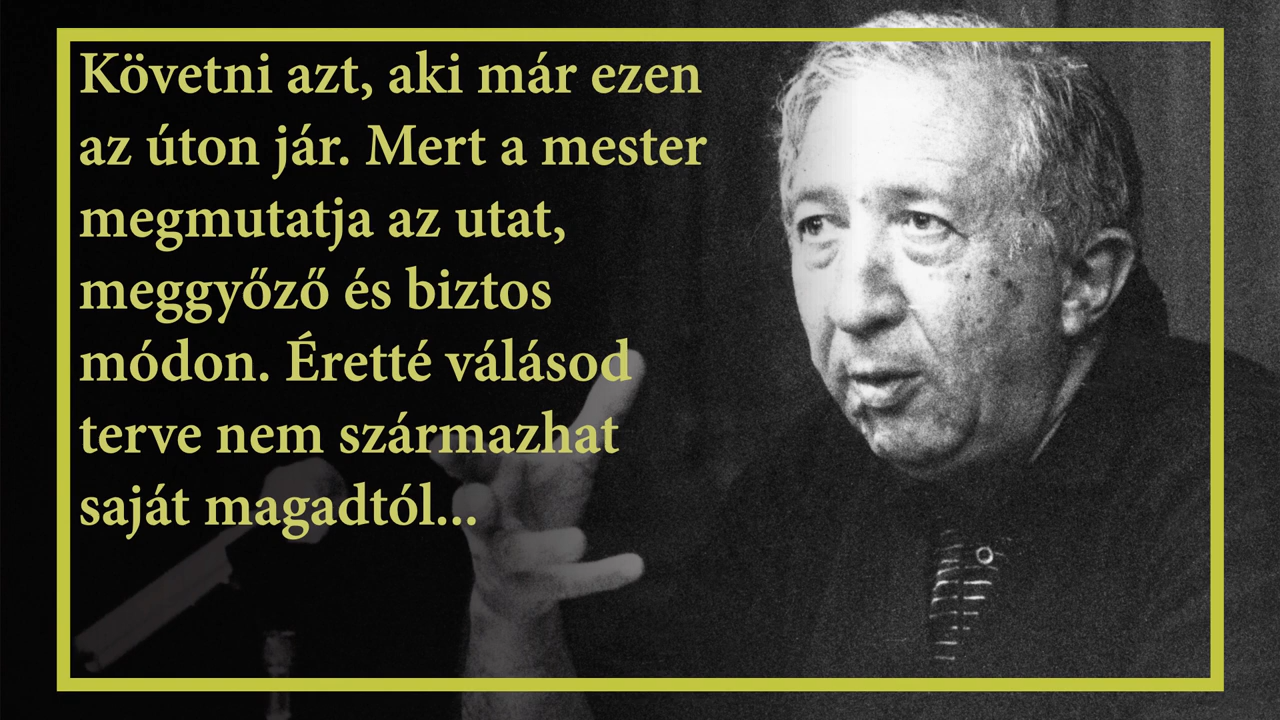 Követni azt, aki már ezen
az úton jár. Mert a mester
megmutatja az utat,
meggyőző és biztos
módon. Éretté válásod
terve nem származhat
saját magadtól...